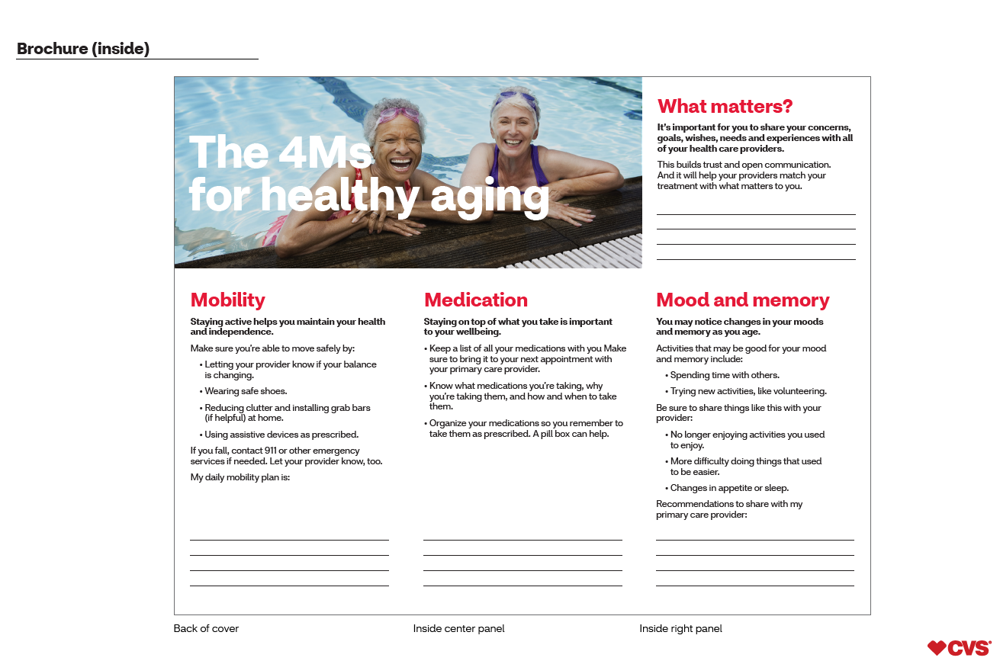 Brochure (inside)
The 4Ms
for healthy aging
What matters?
It's important for you to share your concerns,
goals, wishes, needs and experiences with all
of your health care providers.
This builds trust and open communication.
And it will help your providers match your
treatment with what matters to you.
Mobility
Staying active helps you maintain your health
and independence.
Make sure you're able to move safely by:
• Letting your provider know if your balance
is changing.
• Wearing safe shoes.
• Reducing clutter and installing grab bars
(if helpful) at home.
• Using assistive devices as prescribed.
If you fall, contact 911 or other emergency
services if needed. Let your provider know, too.
My daily mobility plan is:
Medication
Staying on top of what you take is important
to your wellbeing.
• Keep a list of all your medications with you Make
sure to bring it to your next appointment with
your primary care provider.
• Know what medications you're taking, why
you're taking them, and how and when to take
them.
• Organize your medications so you remember to
take them as prescribed. A pill box can help.
Mood and memory
You may notice changes in your moods
and memory as you age.
Activities that may be good for your mood
and memory include:
• Spending time with others.
• Trying new activities, like volunteering.
Be sure to share things like this with your
provider:
• No longer enjoying activities you used
to enjoy.
• More difficulty doing things that used
to be easier.
• Changes in appetite or sleep.
Recommendations to share with my
primary care provider:
Back of cover
Inside center panel
Inside right panel
CVS®